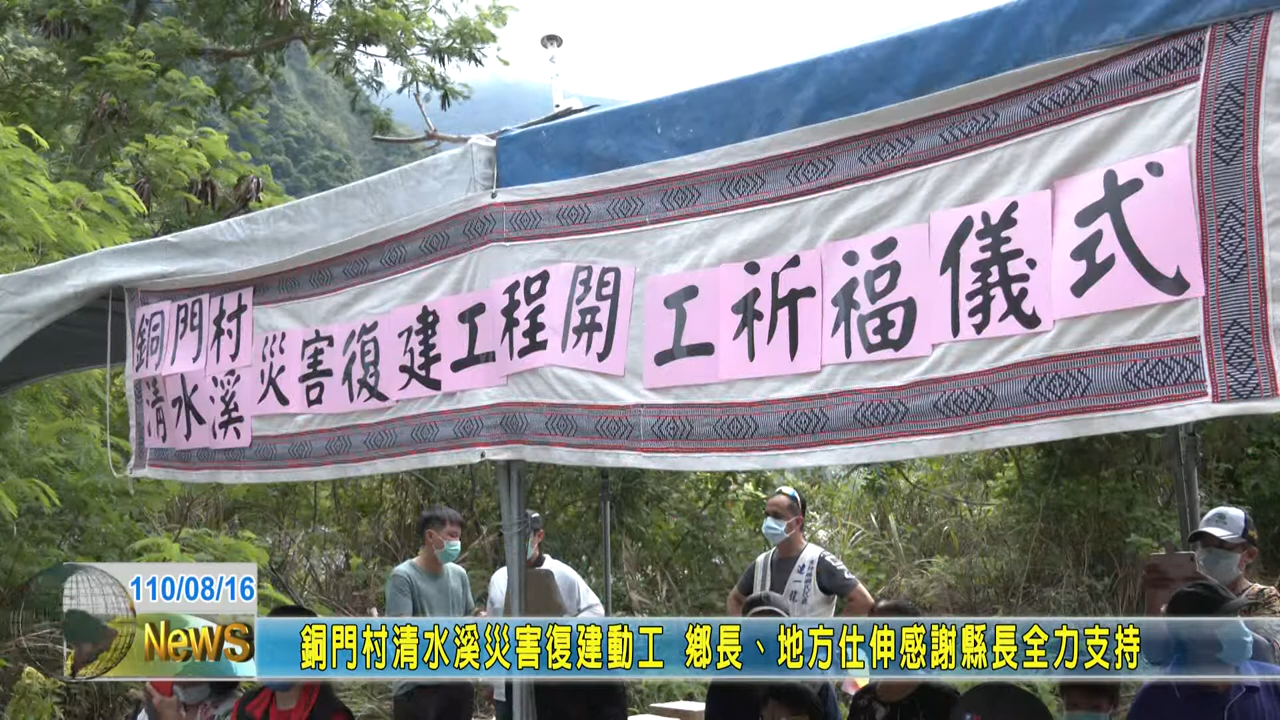 銅門村
清水溪
災害復建工程開工祈福儀式
110/08/16
News
銅門村清水溪災害復建動工 鄉長、地方仕伸感謝縣長全力支持